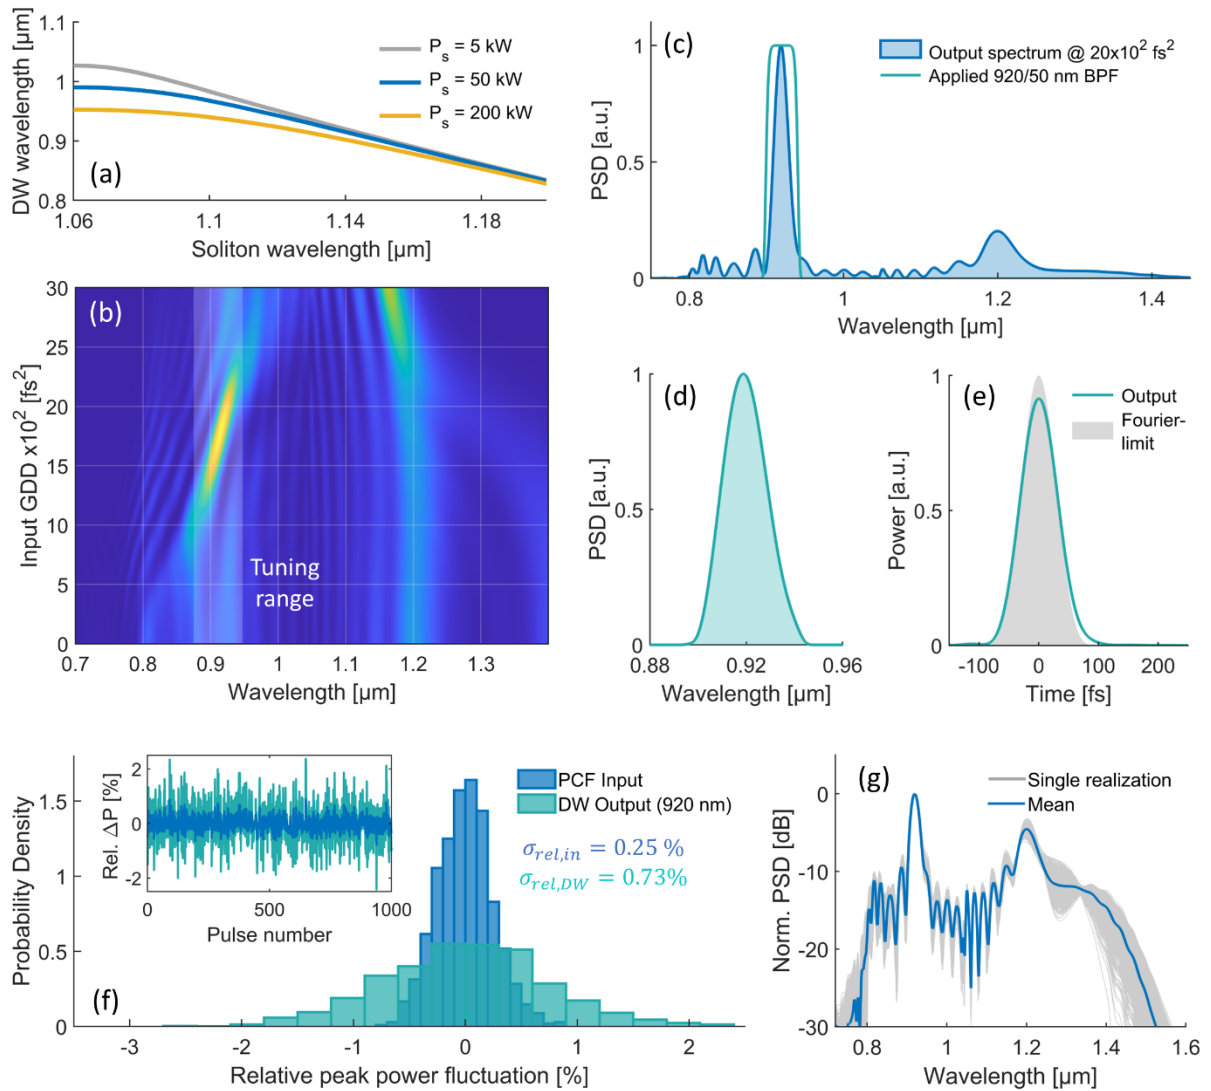 1.1
1
0.9
0.8
DW wavelength [µm]
P_s = 5 kW
P_s = 50 kW
P_s = 200 kW
(a)
1.06
1.1
1.14
1.18
Soliton wavelength [µm]
(b)
30
25
20
15
10
5
0
Input GDD x10² [fs²]
Tuning
range
0.7
0.8
0.9
1
1.1
1.2
1.3
Wavelength [µm]
(c)
1
0.5
0
PSD [a.u.]
Output spectrum @ 20x10² fs²
Applied 920/50 nm BPF
0.8
1
1.2
1.4
Wavelength [µm]
(d)
1
0.5
0
PSD [a.u.]
0.88
0.92
0.96
Wavelength [µm]
(e)
1
0.5
0
Power [a.u.]
Output
Fourier-
limit
-100
0
100
200
Time [fs]
2
0
-2
Rel. ΔP [%]
0
500
1000
Pulse number
PCF Input
DW Output (920 nm)
σ_rel,in = 0.25 %
σ_rel,DW = 0.73%
1.5
1
0.5
0
Probability Density
(f)
-3
-2
-1
0
1
2
Relative peak power fluctuation [%]
(g)
Single realization
Mean
0
-10
-20
-30
Norm. PSD [dB]
0.8
1
1.2
1.4
1.6
Wavelength [µm]